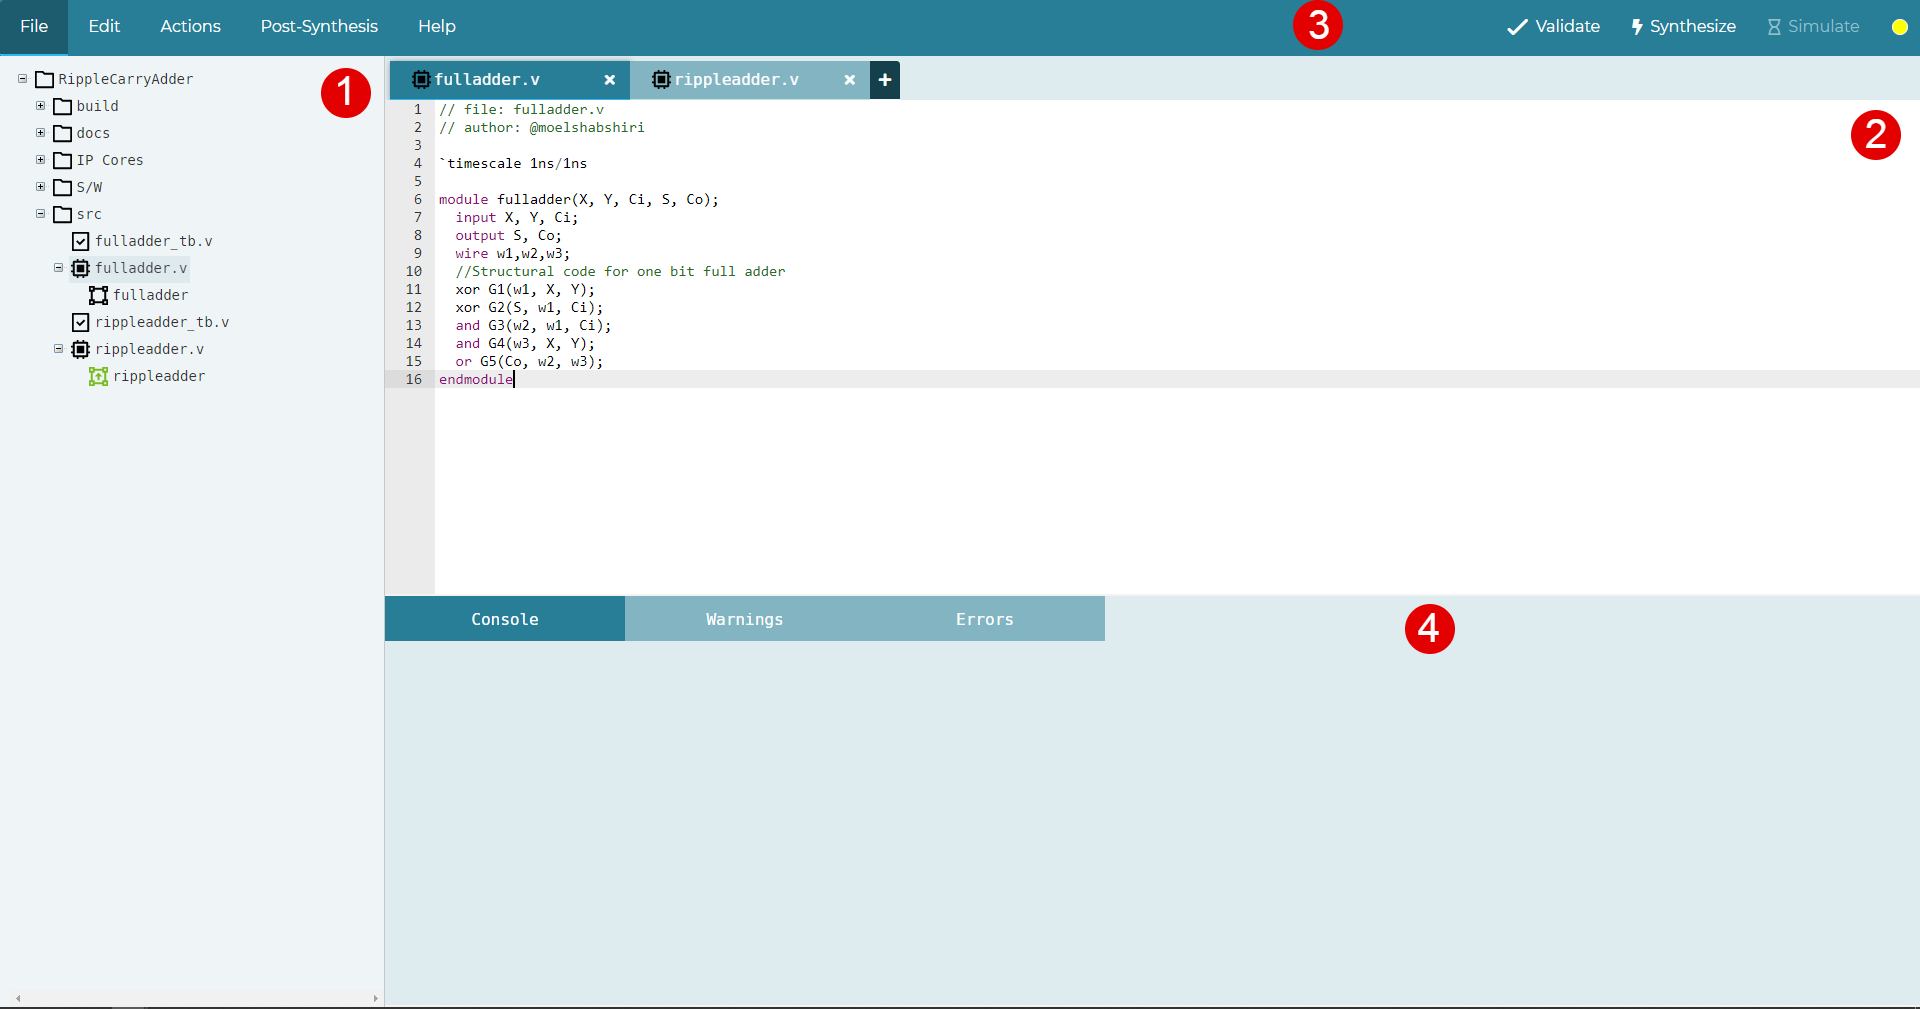 File Edit Actions Post-Synthesis Help 3 Validate Synthesize Simulate
RippleCarryAdder
build
docs
IP Cores
S/W
src
fulladder_tb.v
fulladder.v
fulladder
rippleadder_tb.v
rippleadder.v
rippleadder
1
fulladder.v × rippleadder.v × +
1 // file: fulladder.v
2 // author: @moelshabshiri
3
4 `timescale 1ns/1ns
5
6 module fulladder(X, Y, Ci, S, Co);
7 input X, Y, Ci;
8 output S, Co;
9 wire w1,w2,w3;
10 //Structural code for one bit full adder
11 xor G1(w1, X, Y);
12 xor G2(S, w1, Ci);
13 and G3(w2, w1, Ci);
14 and G4(w3, X, Y);
15 or G5(Co, w2, w3);
16 endmodule
2
Console Warnings Errors
4